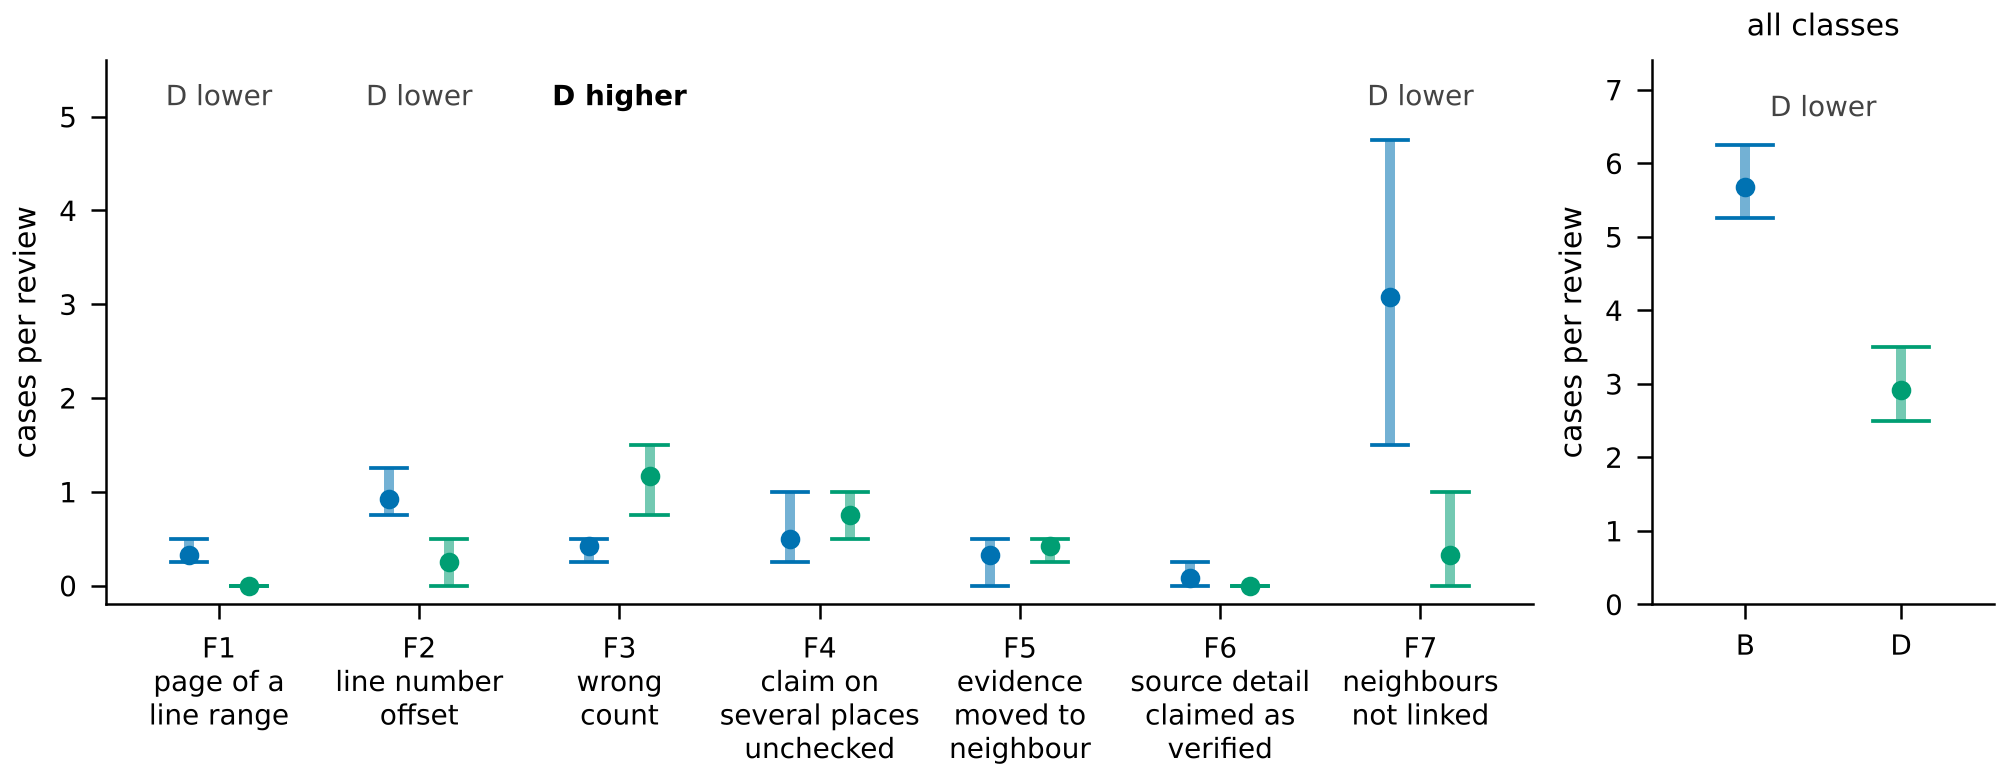 all classes
D lower
D lower
D higher
D lower
D lower
cases per review
5
4
3
2
1
0
F1
page of a
line range
F2
line number
offset
F3
wrong
count
F4
claim on
several places
unchecked
F5
evidence
moved to
neighbour
F6
source detail
claimed as
verified
F7
neighbours
not linked
cases per review
7
6
5
4
3
2
1
0
B
D